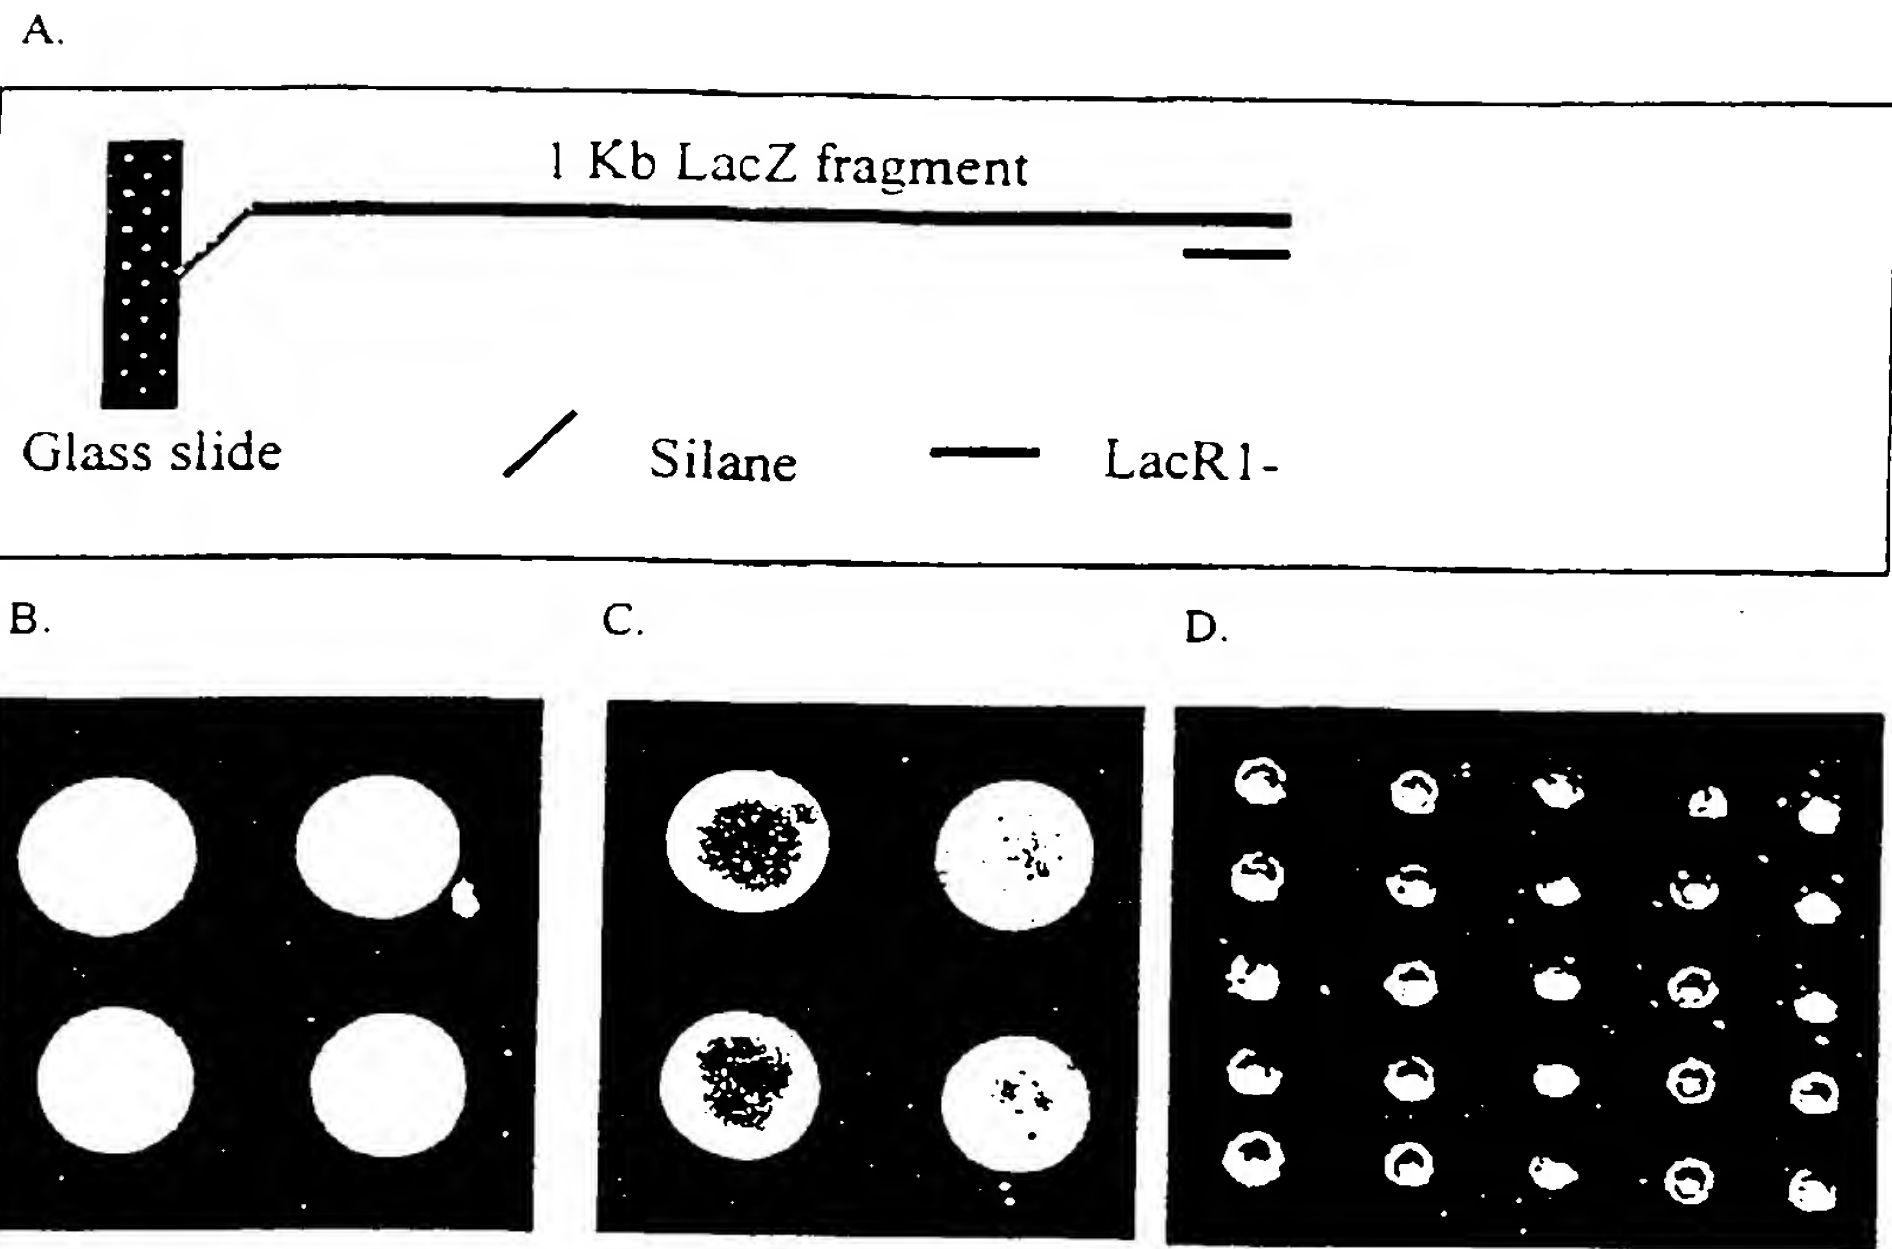 A.
1 Kb LacZ fragment
Glass slide
Silane
LacR1-
B.
C.
D.